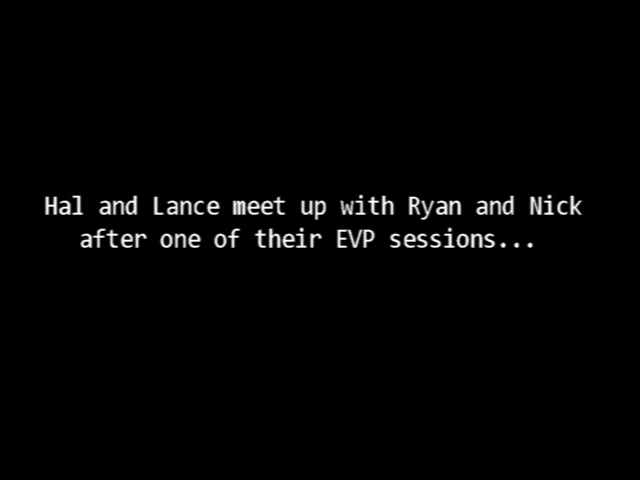 Hal and Lance meet up with Ryan and Nick
after one of their EVP sessions...